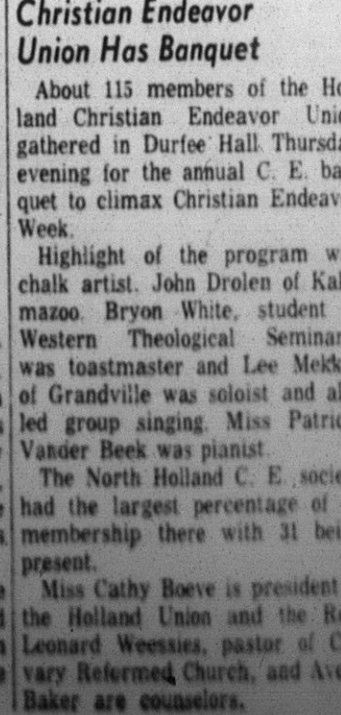 Christian Endeavor
Union Has Banquet
About 115 members of the Ho
land Christian Endeavor Unio
gathered in Durfee Hall Thursda
evening for the annual C. E. ba
quet to climax Christian Endeav
Week.
Highlight of the program w
chalk artist. John Drolen of Kal
mazoo. Bryon White, student
Western Theological Seminar
was toastmaster and Lee Mekk
of Grandville was soloist and al
led group singing. Miss Patric
Vander Beek was pianist.
The North Holland C. E. socie
had the largest percentage of
membership there with 31 bei
present.
Miss Cathy Boeve is president
the Holland Union and the Re
Leonard Weessies, pastor of C
vary Reformed Church, and Ave
Baker are counselors.